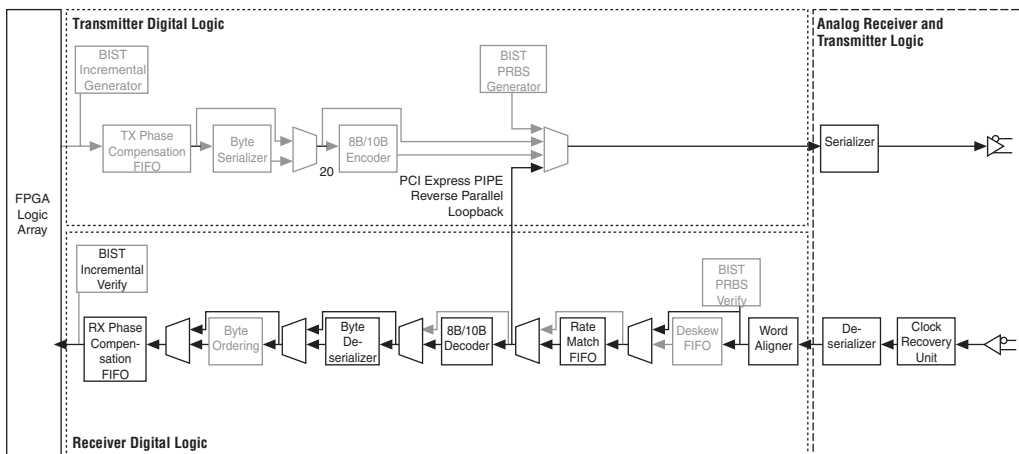 Transmitter Digital Logic
Analog Receiver and
Transmitter Logic
BIST
Incremental
Generator
BIST
PRBS
Generator
TX Phase
Compensation
FIFO
Byte
Serializer
20
8B/10B
Encoder
Serializer
PCI Express PIPE
Reverse Parallel
Loopback
FPGA
Logic
Array
BIST
Incremental
Verify
BIST
PRBS
Verify
RX Phase
Compen-
sation
FIFO
Byte
Ordering
Byte
De-
serializer
8B/10B
Decoder
Rate
Match
FIFO
Deskew
FIFO
Word
Aligner
De-
serializer
Clock
Recovery
Unit
Receiver Digital Logic